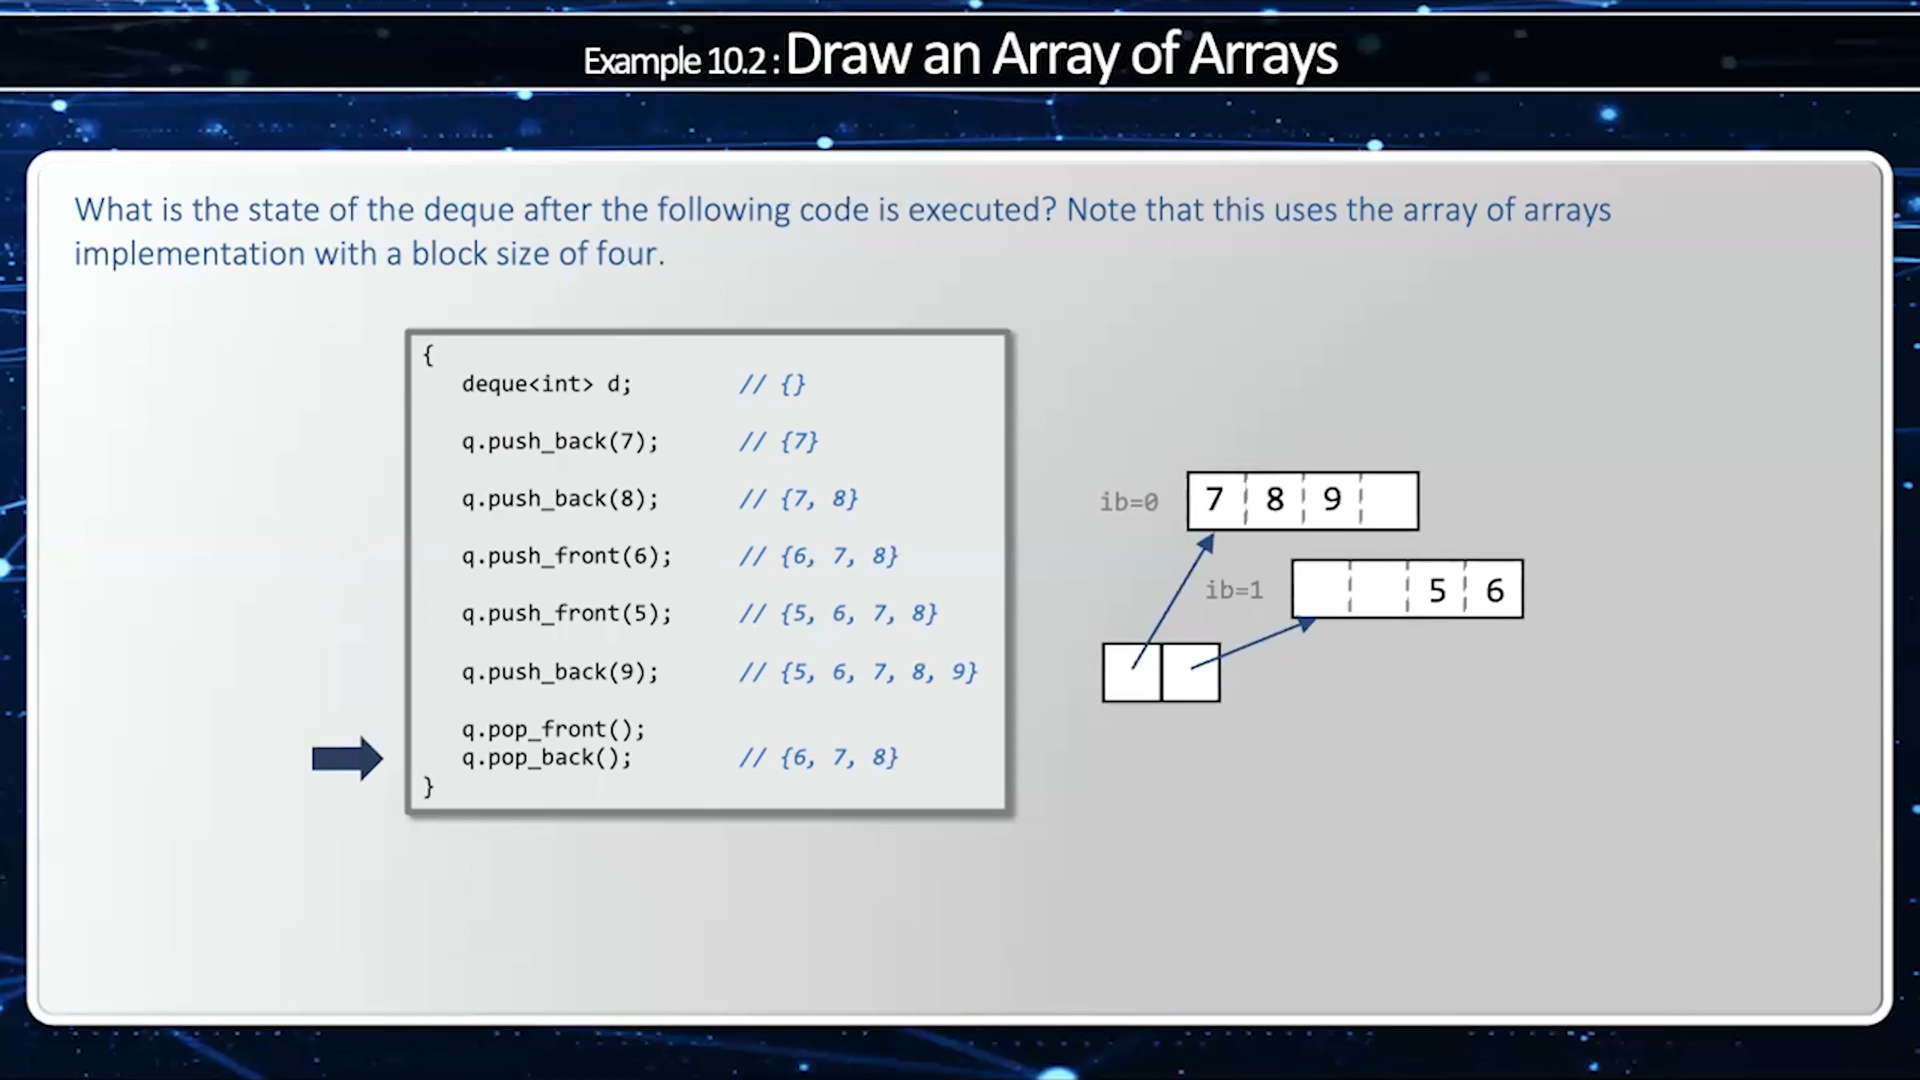 Example 10.2 : Draw an Array of Arrays
What is the state of the deque after the following code is executed? Note that this uses the array of arrays
implementation with a block size of four.
{
deque<int> d; // {}
q.push_back(7); // {7}
q.push_back(8); // {7, 8}
q.push_front(6); // {6, 7, 8}
q.push_front(5); // {5, 6, 7, 8}
q.push_back(9); // {5, 6, 7, 8, 9}
q.pop_front();
q.pop_back(); // {6, 7, 8}
}
ib=0 7 8 9
ib=1 5 6